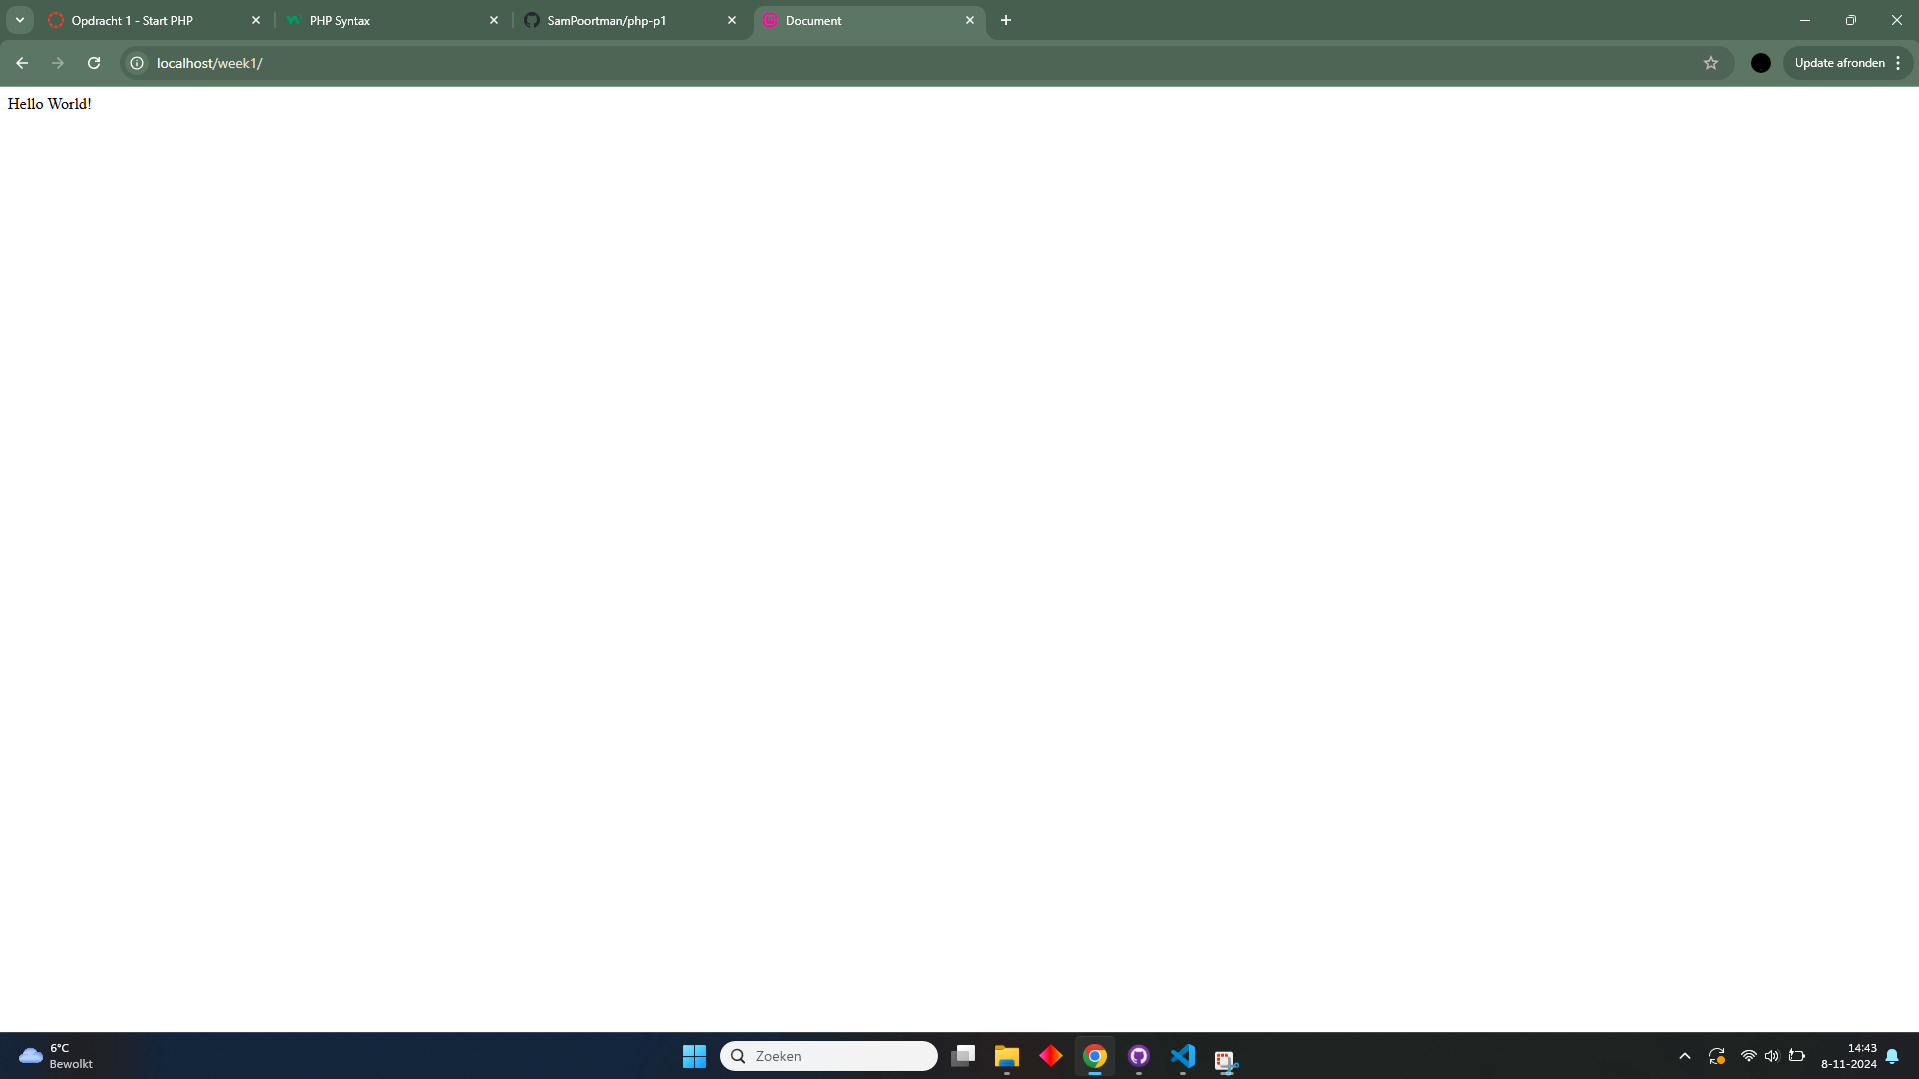 Opdracht 1 - Start PHP
PHP Syntax
SamPoortman/php-p1
Document
localhost/week1/
Update afronden
Hello World!
6°C
Bewolkt
Zoeken
14:43
8-11-2024